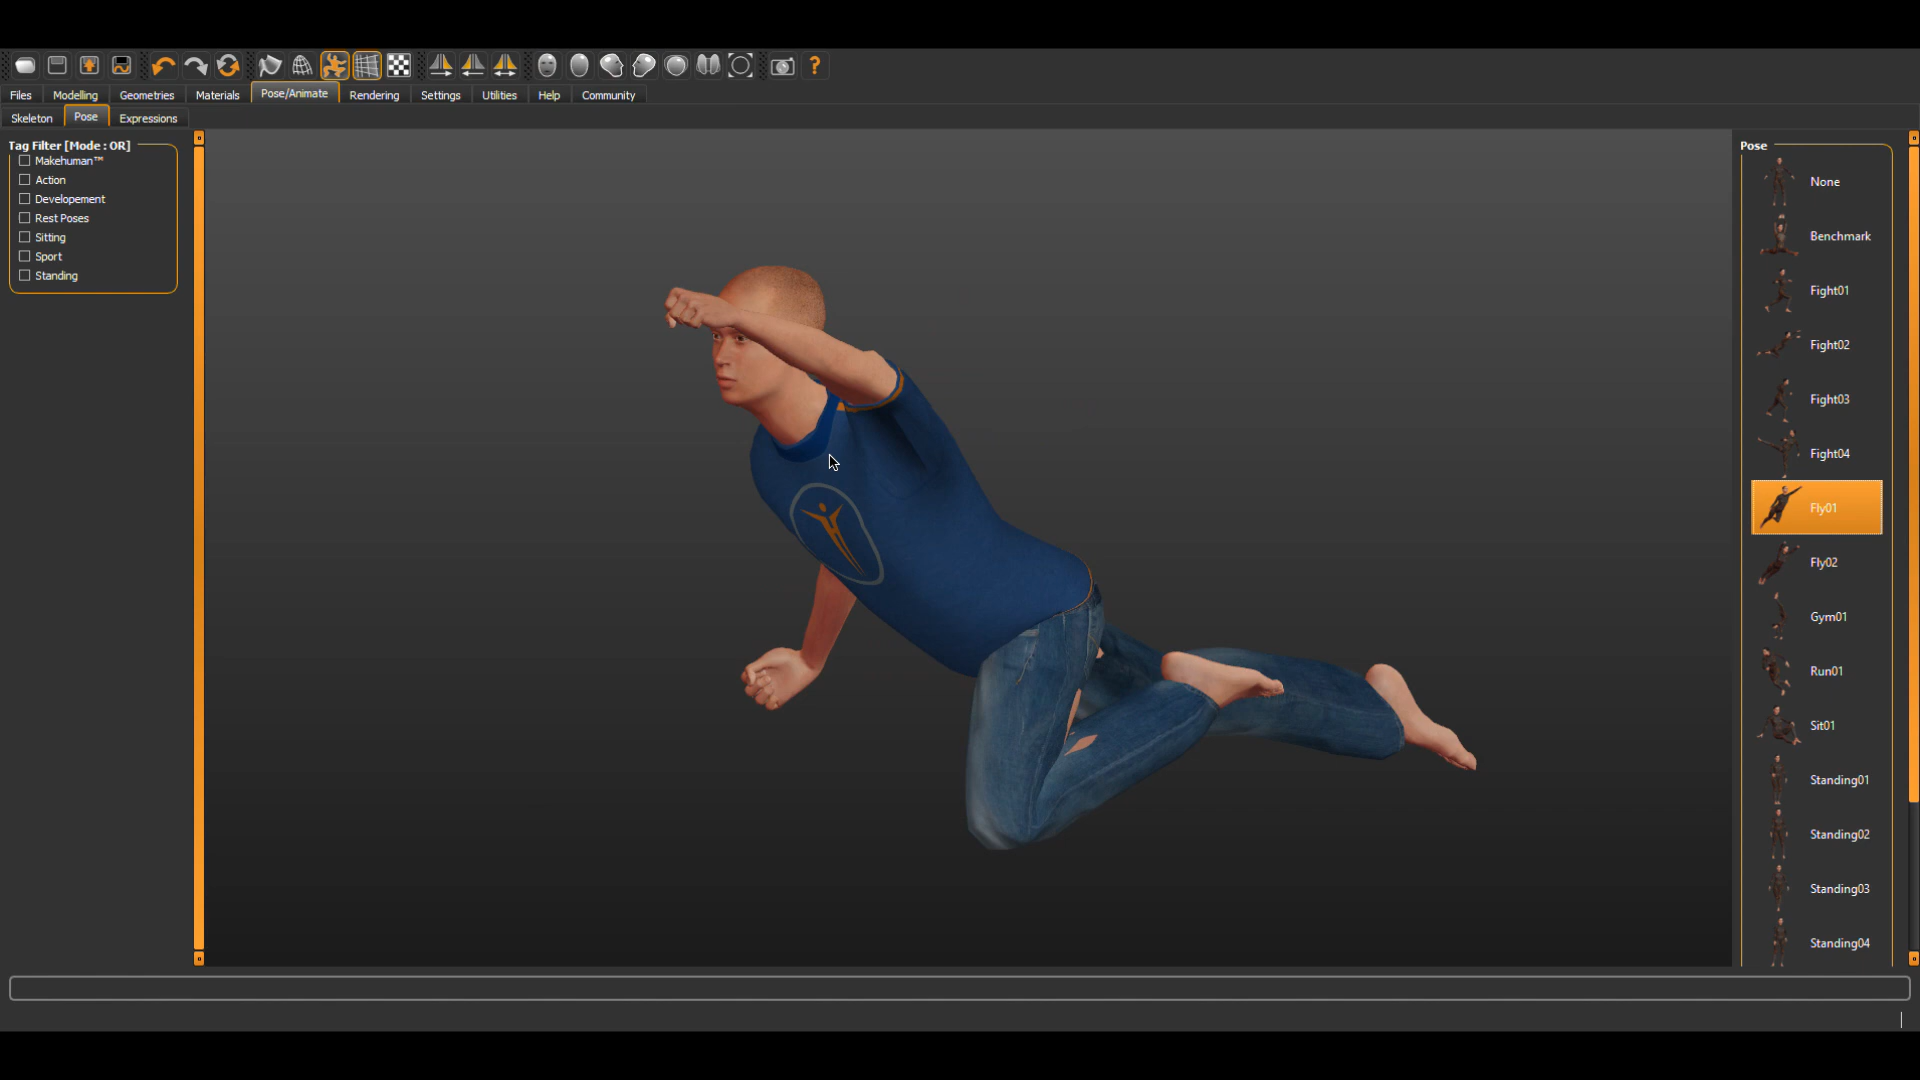 ?
Files Modelling Geometries Materials Pose/Animate Rendering Settings Utilities Help Community
Skeleton Pose Expressions
Tag Filter [Mode : OR]
Makehuman™
Action
Developement
Rest Poses
Sitting
Sport
Standing
Pose
None
Benchmark
Fight01
Fight02
Fight03
Fight04
Fly01
Fly02
Gym01
Run01
Sit01
Standing01
Standing02
Standing03
Standing04